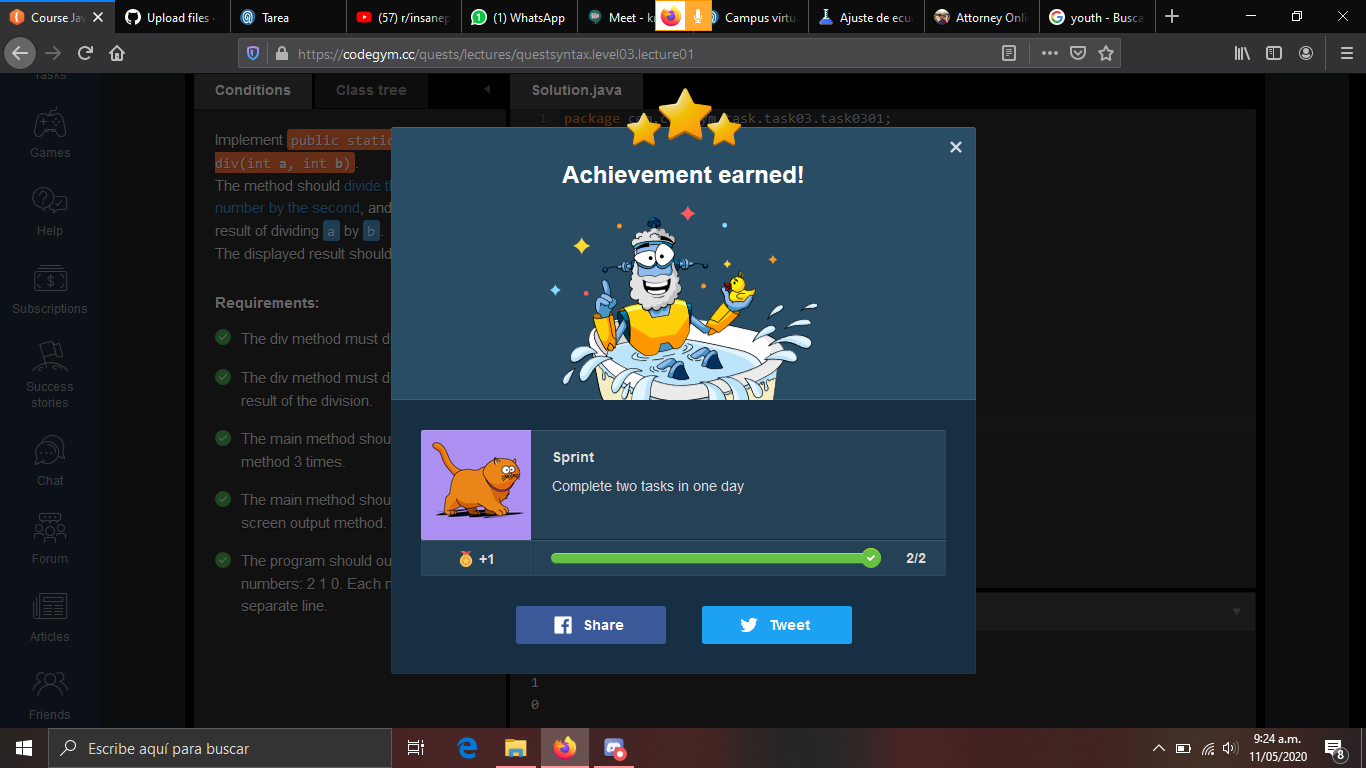 Course Jav
Upload files ·
Tarea
(57) r/insanep
(1) WhatsApp
Meet - k
Campus virtu
Ajuste de ecu
Attorney Onli
youth - Busca
https://codegym.cc/quests/lectures/questsyntax.level03.lecture01
Tasks
Games
Help
Subscriptions
Success
stories
Chat
Forum
Articles
Friends
Conditions
Class tree
Implement public static
div(int a, int b).
The method should divide t
number by the second, and
result of dividing a by b.
The displayed result should
Requirements:
The div method must d
The div method must d
result of the division.
The main method shou
method 3 times.
The main method shou
screen output method.
The program should ou
numbers: 2 1 0. Each n
separate line.
Solution.java
1 package co ym.task.task03.task0301;
Achievement earned!
Sprint
Complete two tasks in one day
+1
2/2
Share
Tweet
1
0
Escribe aquí para buscar
9:24 a.m.
11/05/2020
8